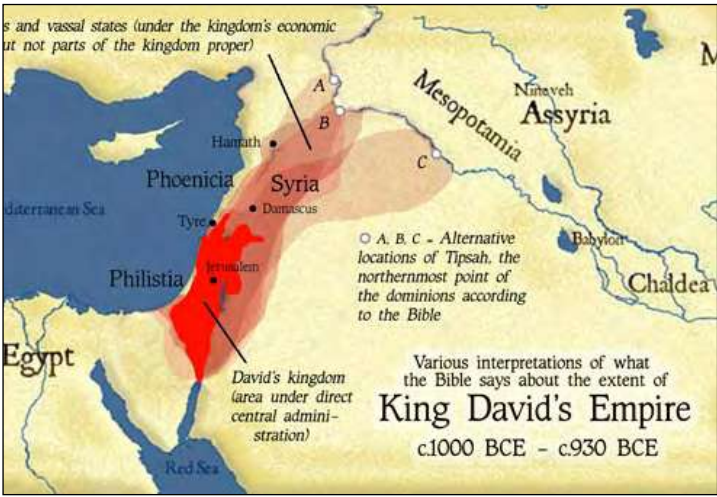 s and vassal states (under the kingdom's economic
ut not parts of the kingdom proper)
A
B
C
Mesopotamia
Nineveh
Assyria
M
Hamath
Phoenicia
Syria
diterranean Sea
Tyre
Damascus
A, B, C - Alternative
locations of Tipsah, the
northernmost point of
the dominions according
to the Bible
Babylon
Jerusalem
Philistia
Chaldea
Egypt
David's kingdom
(area under direct
central admini-
stration)
Various interpretations of what
the Bible says about the extent of
King David's Empire
c.1000 BCE - c.930 BCE
Red Sea